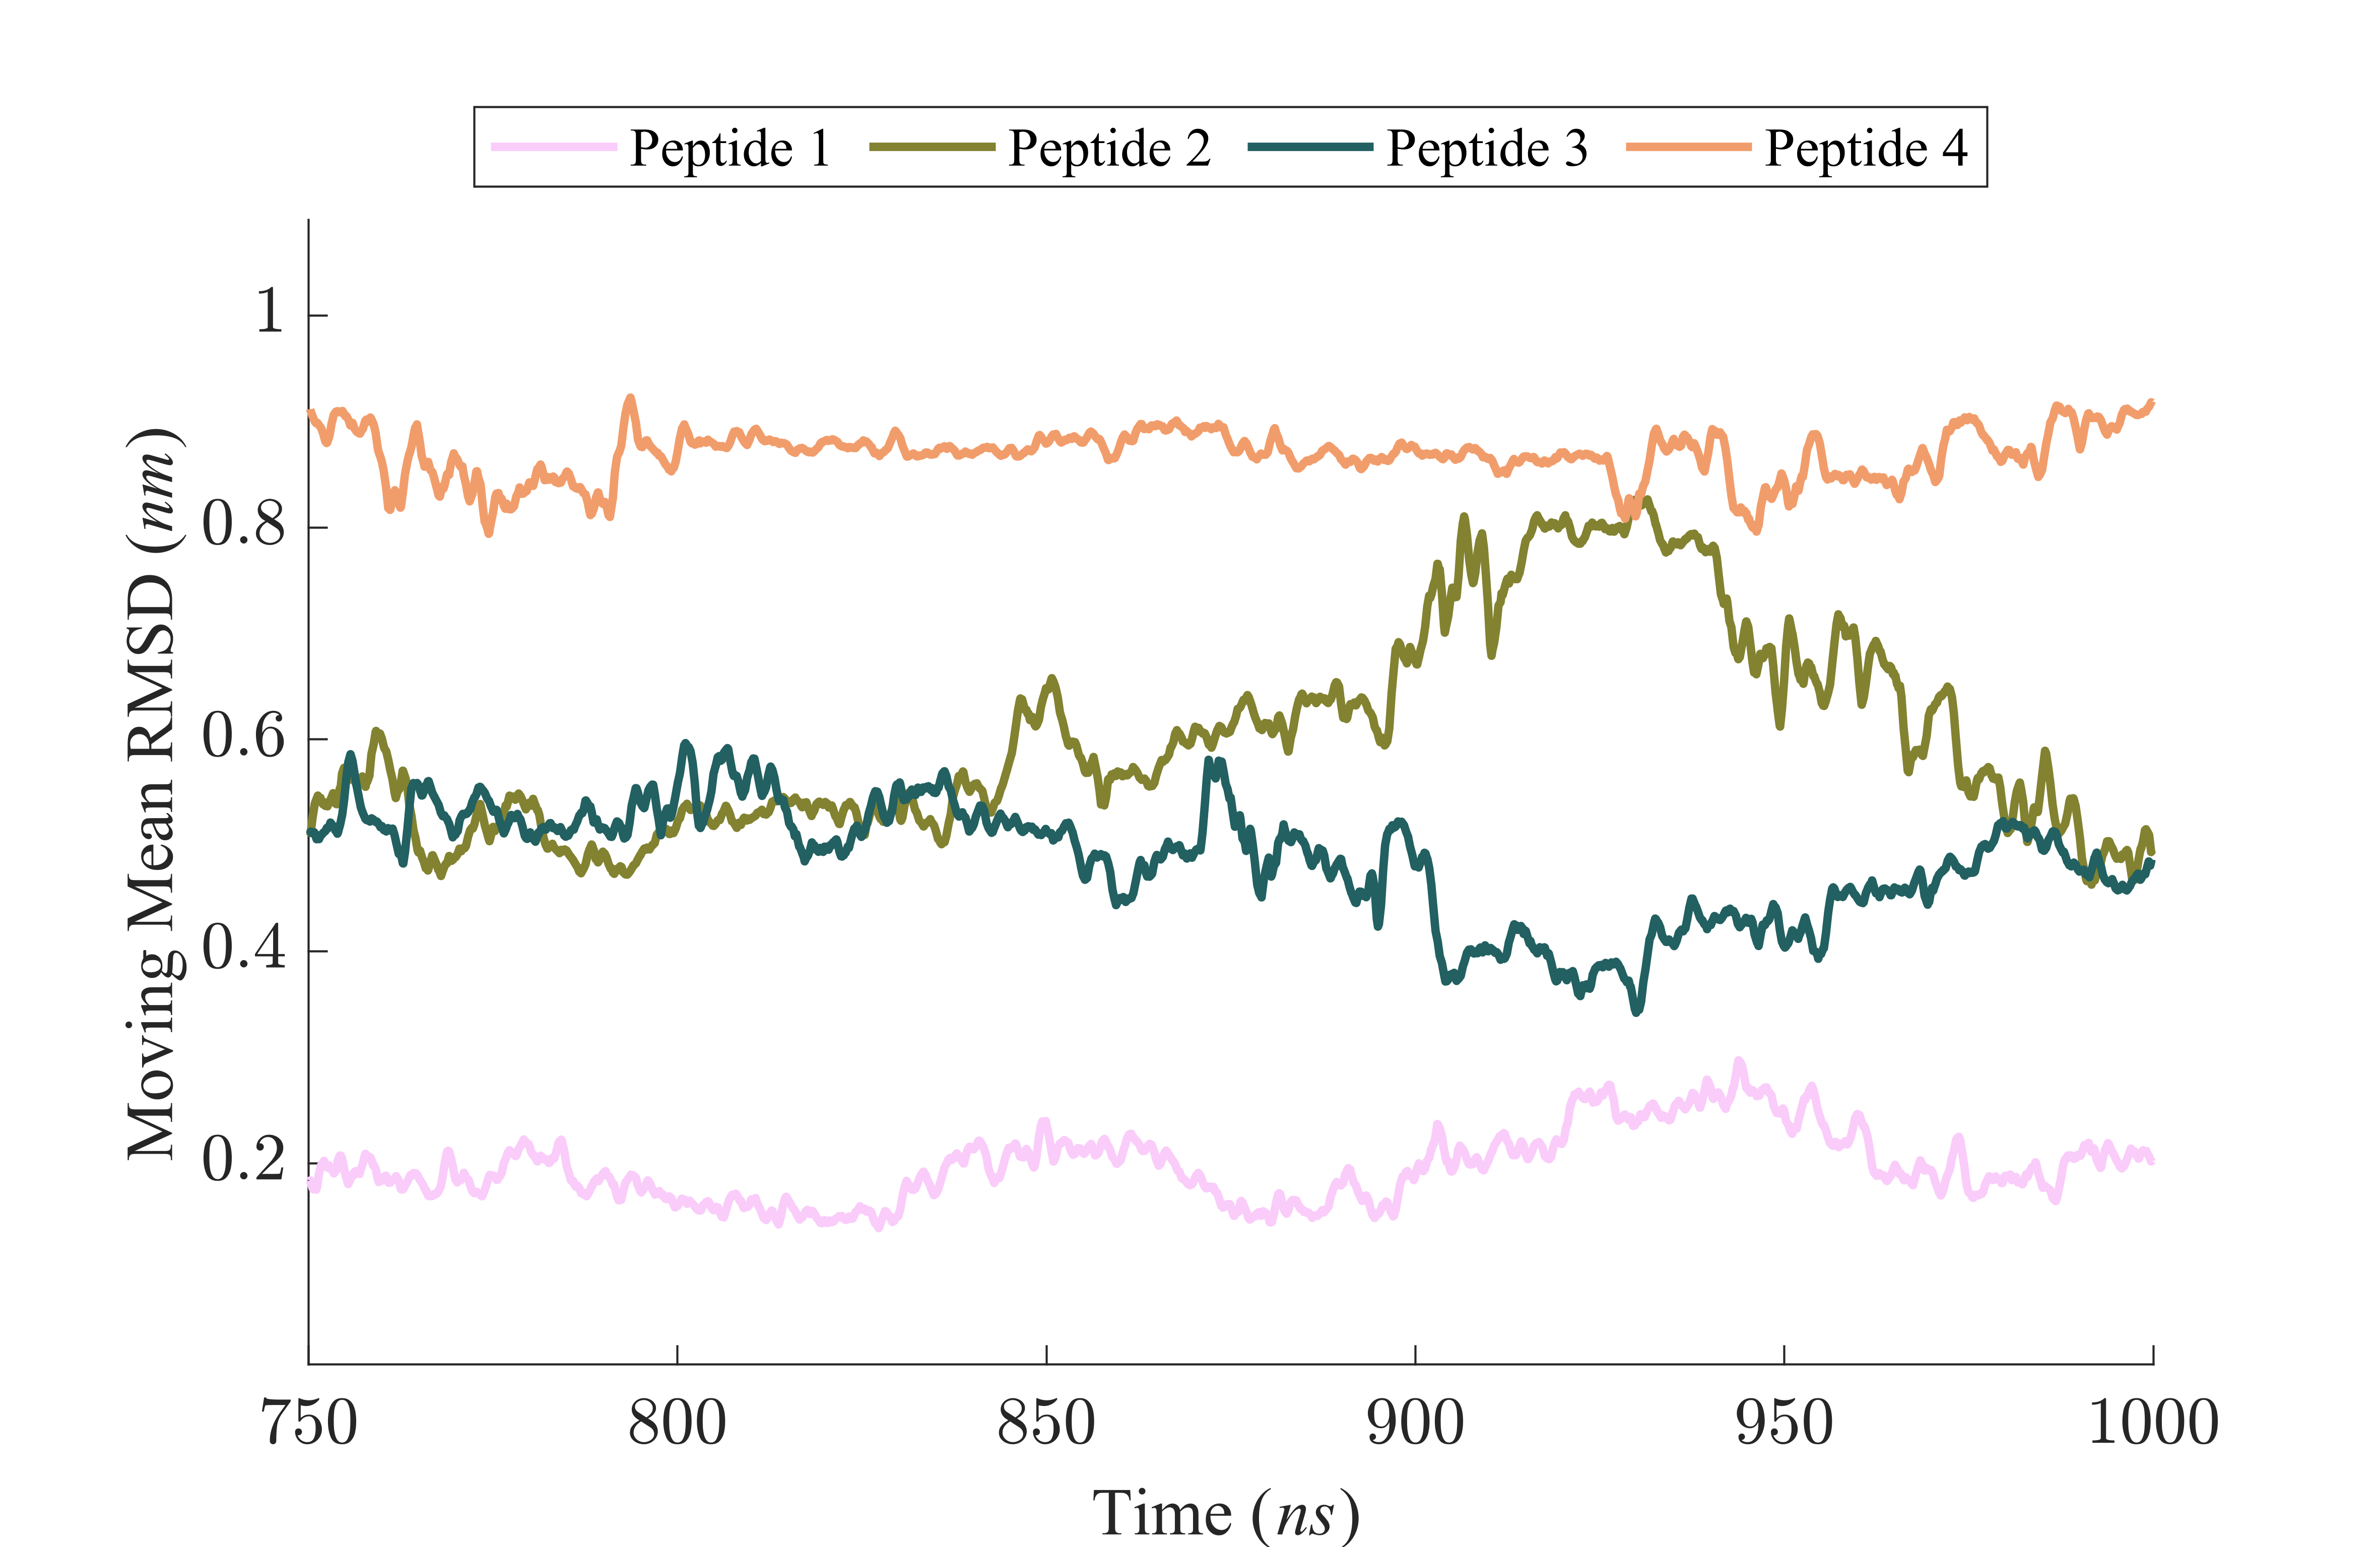 Peptide 1 Peptide 2 Peptide 3 Peptide 4
Moving Mean RMSD (nm)
1
0.8
0.6
0.4
0.2
750 800 850 900 950 1000
Time (ns)